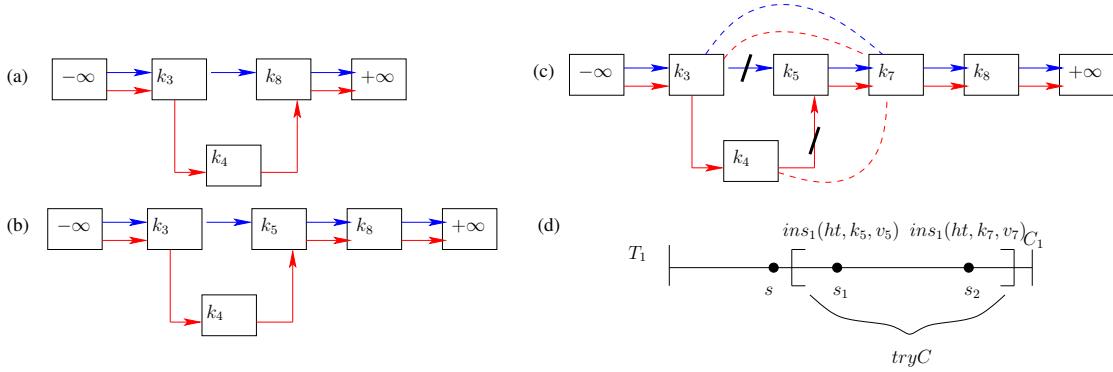 (a) −∞ k₃ k₈ +∞
k₄
(b) −∞ k₃ k₅ k₈ +∞
k₄
(c) −∞ k₃ k₅ k₇ k₈ +∞
k₄
(d) ins₁(ht, k₅, v₅) ins₁(ht, k₇, v₇) C₁
T₁
s s₁ s₂
tryC